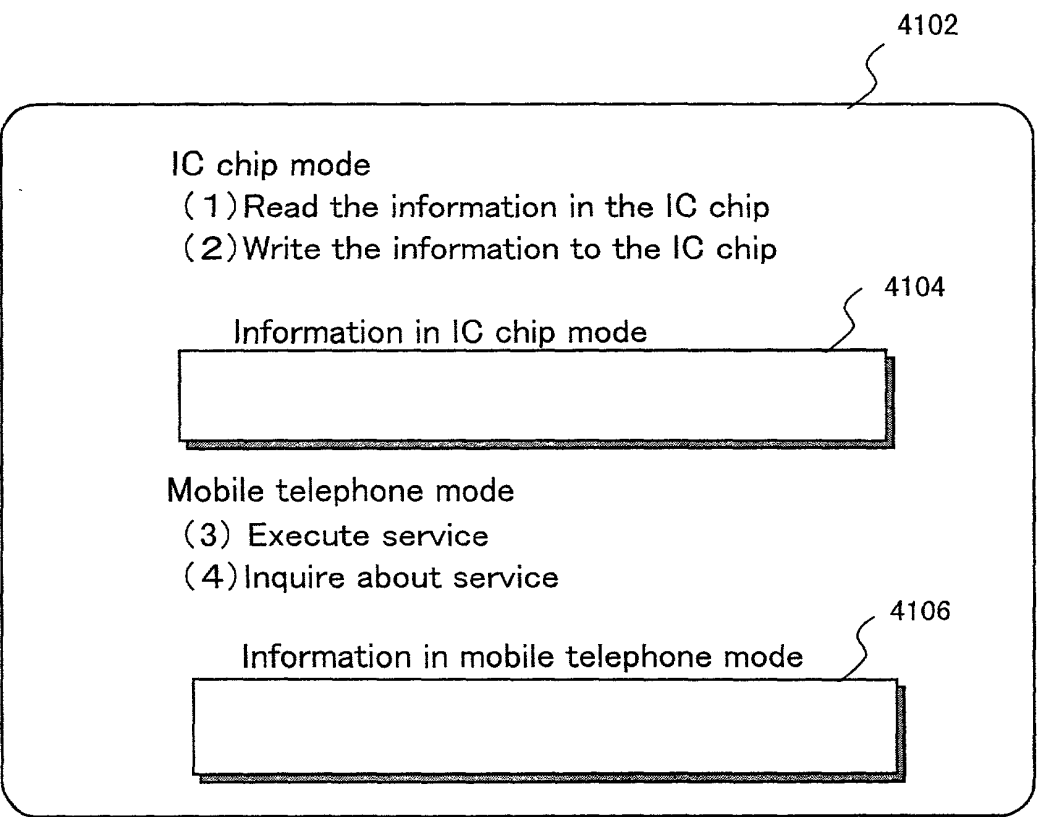 4102
IC chip mode
(1)Read the information in the IC chip
(2)Write the information to the IC chip
4104
Information in IC chip mode
Mobile telephone mode
(3) Execute service
(4)Inquire about service
4106
Information in mobile telephone mode